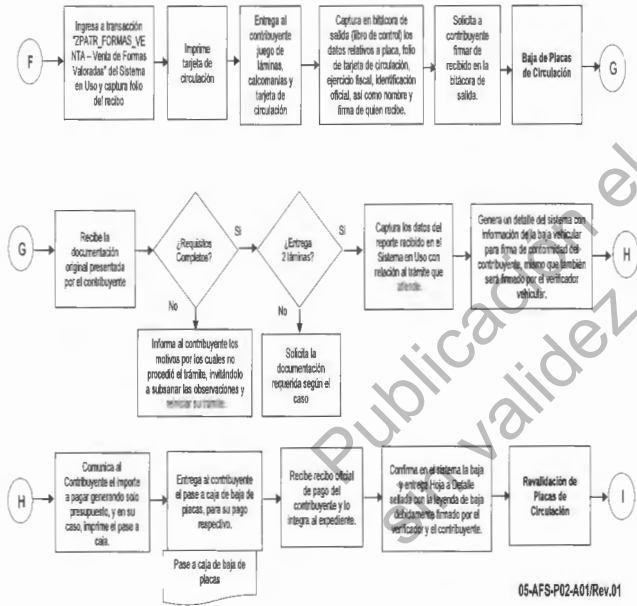 F
Ingresa a transacción
"ZPATR_FORMAS_VE
NTA – Venta de Formas
Valoradas" del Sistema
en Uso y captura folio
del recibo
Imprime
tarjeta de
circulación
Entrega al
contribuyente
juego de
láminas,
calcomanías y
tarjeta de
circulación
Captura en bitácora de
salida (libro de control) los
datos relativos a placa, folio
de tarjeta de circulación,
ejercicio fiscal, identificación
oficial, así como nombre y
firma de quien recibe.
Solicita a
contribuyente
firmar de
recibido en la
bitácora de
salida.
Baja de Placas
de Circulación
G
G
Recibe la
documentación
original presentada
por el contribuyente
¿Requisitos
Completos?
Si
No
Informa al contribuyente los
motivos por los cuales no
procedió el trámite, invitándolo
a subsanar las observaciones y
reiniciar su trámite.
¿Entrega
2 láminas?
Si
No
Solicita la
documentación
requerida según el
caso
Captura los datos del
reporte recibido en el
Sistema en Uso con
relación al trámite que
atiende.
Genera un detalle del sistema con
información de la baja vehicular
para firma de conformidad del
contribuyente, mismo que también
será firmado por el verificador
vehicular.
H
H
Comunica al
Contribuyente el importe
a pagar generando solo
presupuesto, y en su
caso, imprime el pase a
caja.
Entrega al contribuyente
el pase a caja de baja de
placas, para su pago
respectivo.
Pase a caja de baja de
placas
Recibe recibo oficial
de pago del
contribuyente y lo
integra al expediente.
Confirma en el sistema la baja
y entrega Hoja a Detalle
sellada con la leyenda de baja
debidamente firmado por el
verificador y el contribuyente.
Revalidación de
Placas de
Circulación
I
05-AFS-P02-A01/Rev.01
Publicación el
sin validez